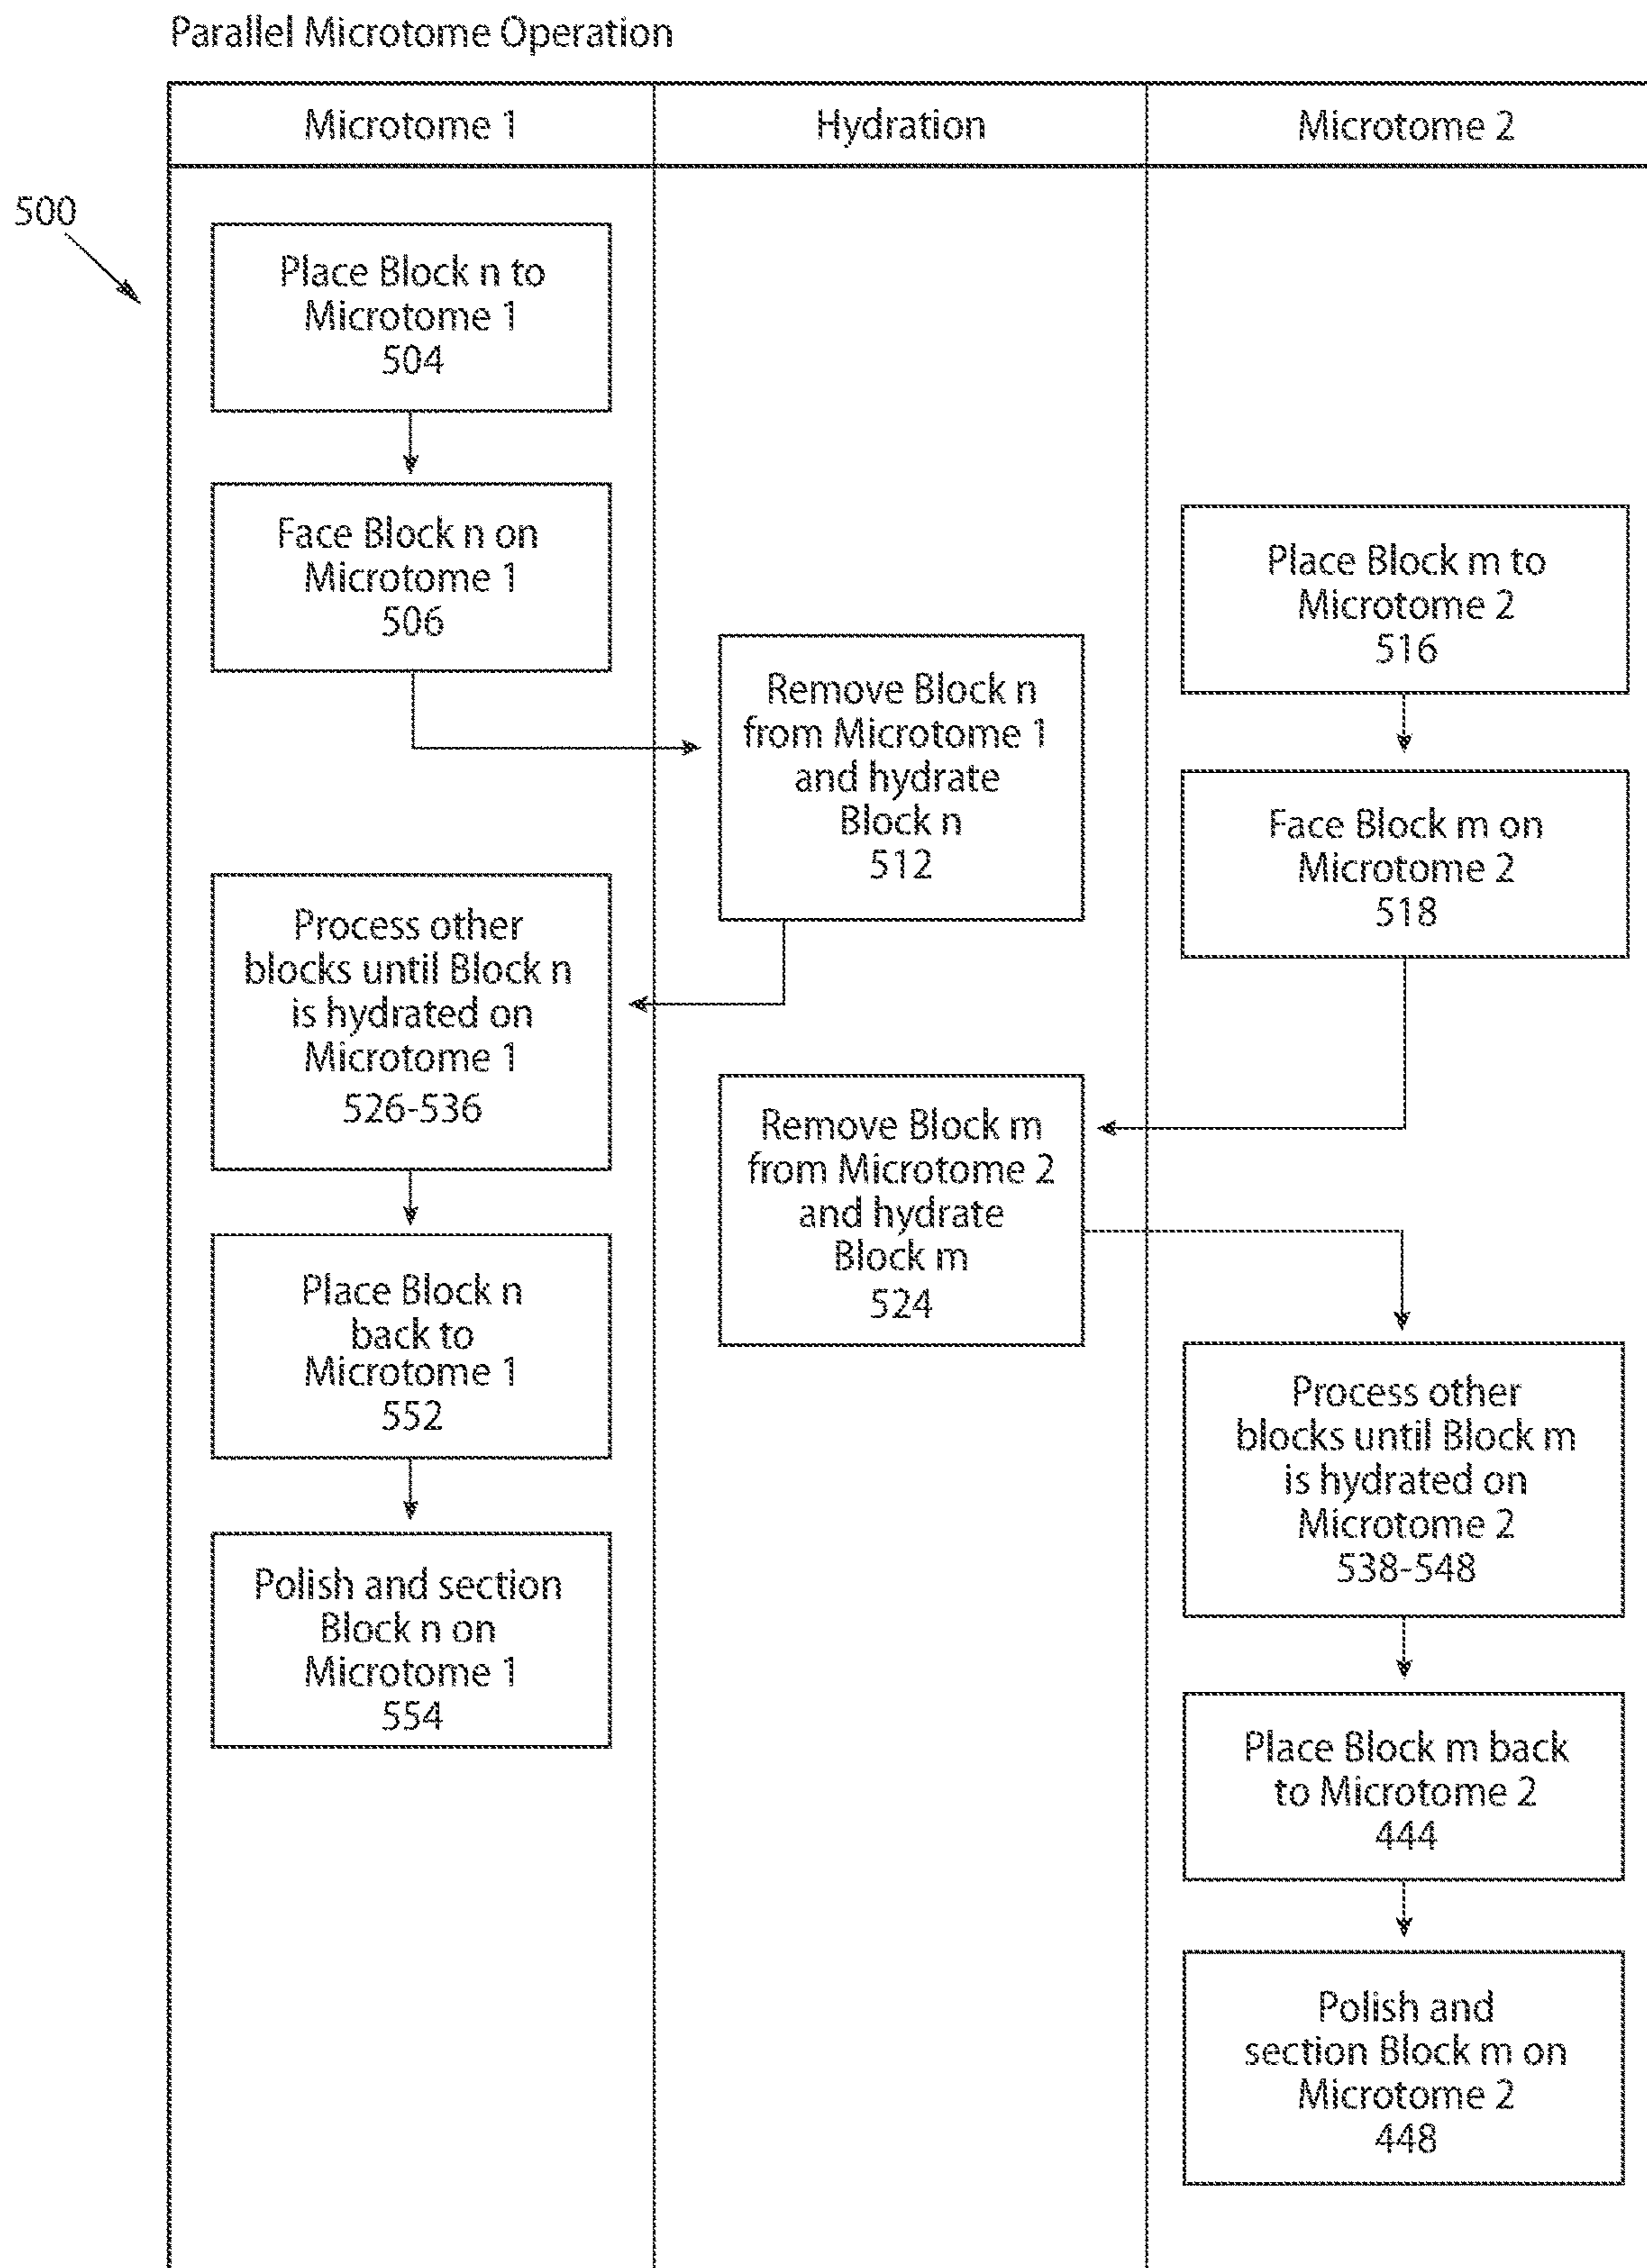 Parallel Microtome Operation
Microtome 1
Hydration
Microtome 2
500
Place Block n to
Microtome 1
504
Face Block n on
Microtome 1
506
Place Block m to
Microtome 2
516
Remove Block n
from Microtome 1
and hydrate
Block n
512
Face Block m on
Microtome 2
518
Process other
blocks until Block n
is hydrated on
Microtome 1
526-536
Remove Block m
from Microtome 2
and hydrate
Block m
524
Place Block n
back to
Microtome 1
552
Process other
blocks until Block m
is hydrated on
Microtome 2
538-548
Polish and section
Block n on
Microtome 1
554
Place Block m back
to Microtome 2
444
Polish and
section Block m on
Microtome 2
448